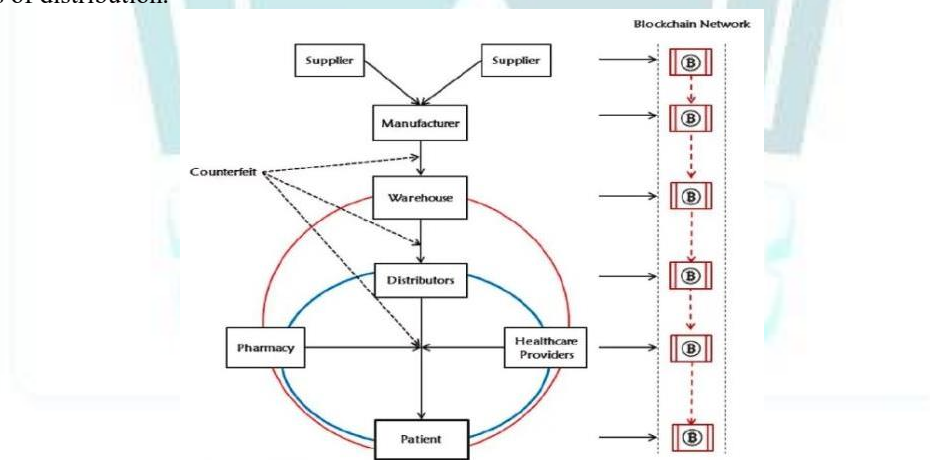 of distribution.
Blockchain Network
Supplier
Supplier
Manufacturer
Counterfeit
Warehouse
Distributors
Pharmacy
Healthcare
Providers
Patient